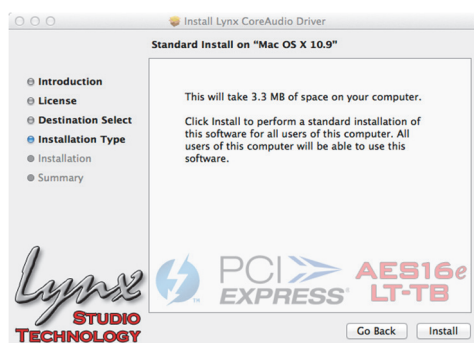 Install Lynx CoreAudio Driver
Standard Install on “Mac OS X 10.9”
Introduction
License
Destination Select
Installation Type
Installation
Summary
This will take 3.3 MB of space on your computer.
Click Install to perform a standard installation of
this software for all users of this computer. All
users of this computer will be able to use this
software.
Lynx
STUDIO
TECHNOLOGY
PCI
EXPRESS
AES16e
LT-TB
Go Back
Install